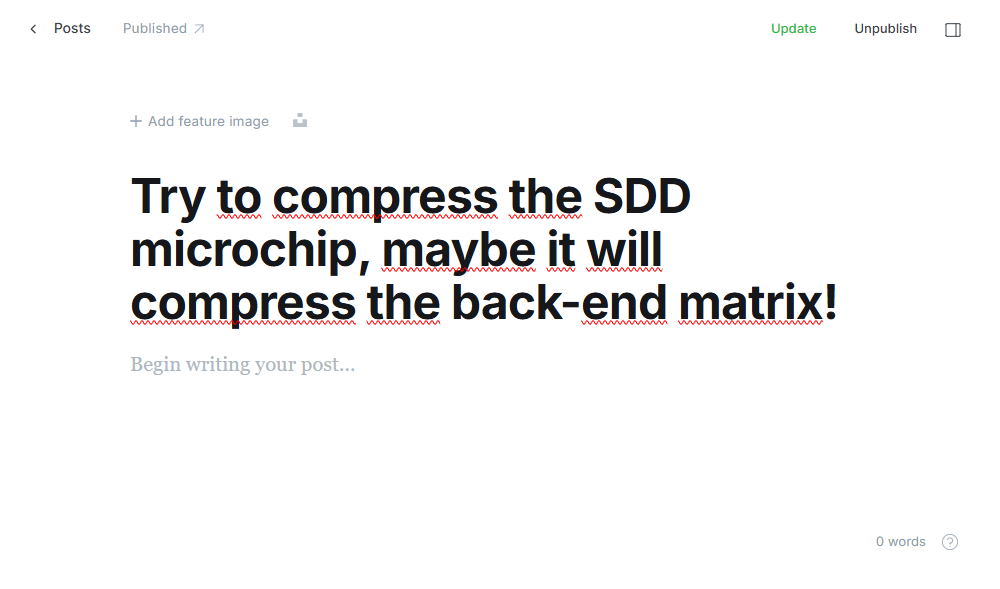 Posts
Published
Update
Unpublish
Add feature image
Try to compress the SDD
microchip, maybe it will
compress the back-end matrix!
Begin writing your post...
0 words
?